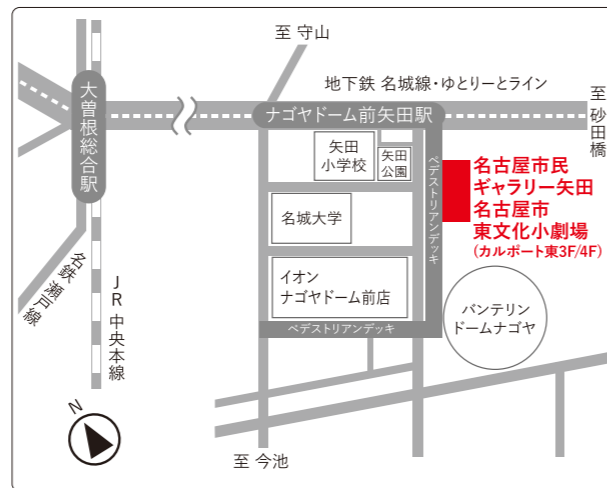 至 守山
地下鉄 名城線・ゆとりーとライン
至 砂田橋
大曽根総合駅
ナゴヤドーム前矢田駅
矢田
小学校
矢田
公園
ペデストリアンデッキ
名古屋市民
ギャラリー矢田
名古屋市
東文化小劇場
(カルポート東3F/4F)
名城大学
イオン
ナゴヤドーム前店
バンテリン
ドームナゴヤ
ペデストリアンデッキ
名鉄 瀬戸線
JR 中央本線
N
至 今池